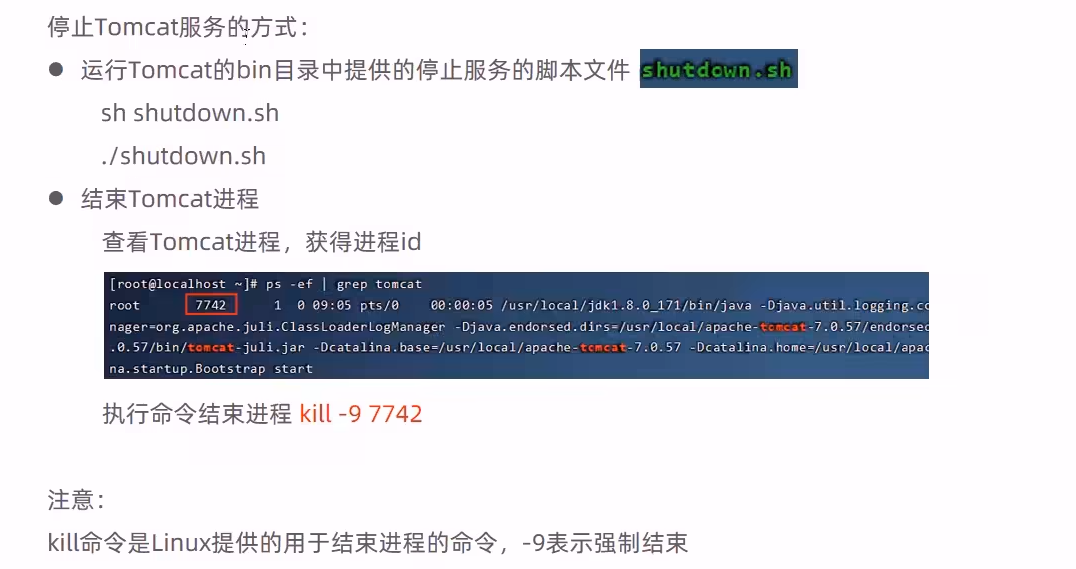 停止Tomcat服务的方式：
● 运行Tomcat的bin目录中提供的停止服务的脚本文件 shutdown.sh
sh shutdown.sh
./shutdown.sh
● 结束Tomcat进程
查看Tomcat进程，获得进程id
[root@localhost ~]# ps -ef | grep tomcat
root 7742 1 0 09:05 pts/0 00:00:05 /usr/local/jdk1.8.0_171/bin/java -Djava.util.logging.co
nager=org.apache.juli.ClassLoaderLogManager -Djava.endorsed.dirs=/usr/local/apache-tomcat-7.0.57/endorsed
.0.57/bin/tomcat-juli.jar -Dcatalina.base=/usr/local/apache-tomcat-7.0.57 -Dcatalina.home=/usr/local/apac
na.startup.Bootstrap start
执行命令结束进程 kill -9 7742
注意：
kill命令是Linux提供的用于结束进程的命令，-9表示强制结束